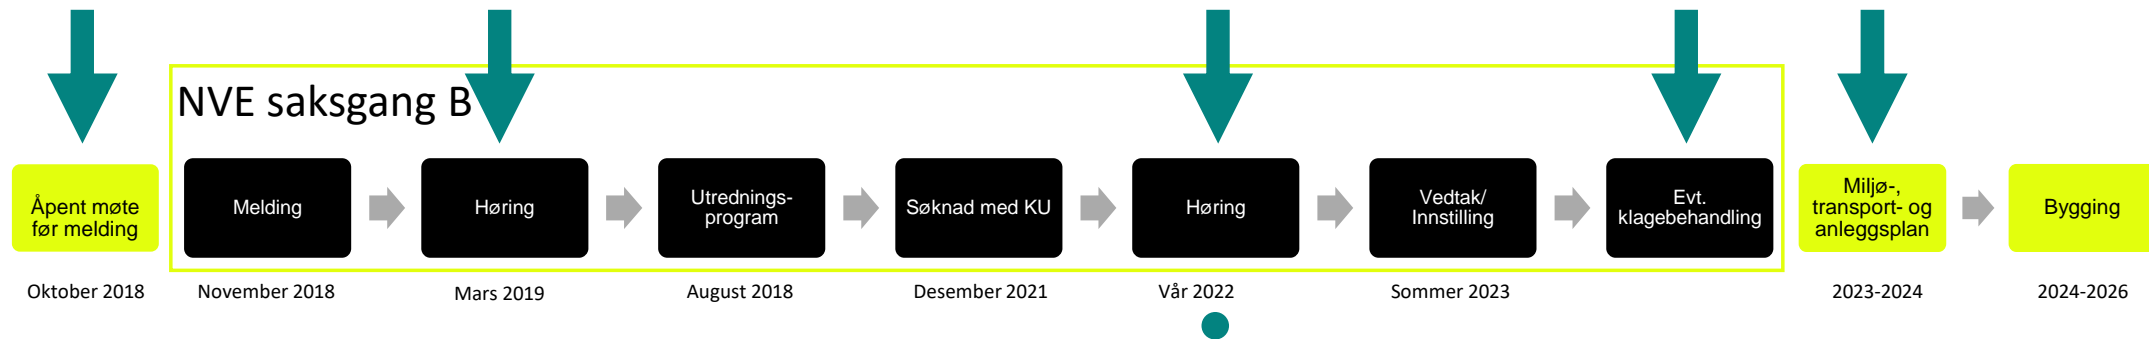 NVE saksgang B
Åpent møte
før melding
Melding
Høring
Utrednings-
program
Søknad med KU
Høring
Vedtak/
Innstilling
Evt.
klagebehandling
Miljø-,
transport- og
anleggsplan
Bygging
Oktober 2018
November 2018
Mars 2019
August 2018
Desember 2021
Vår 2022
Sommer 2023
2023-2024
2024-2026